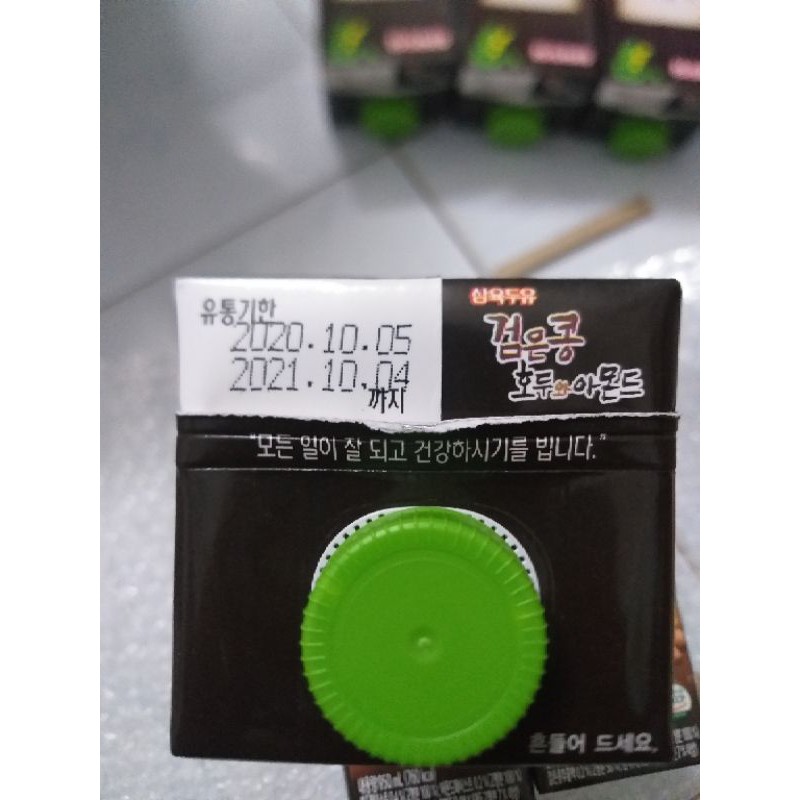 유통기한
2020.10.05
2021.10.04
까지
삼육두유
검은콩
호두와아몬드
"모든 일이 잘 되고 건강하시기를 빕니다."
흔들어 드세요.